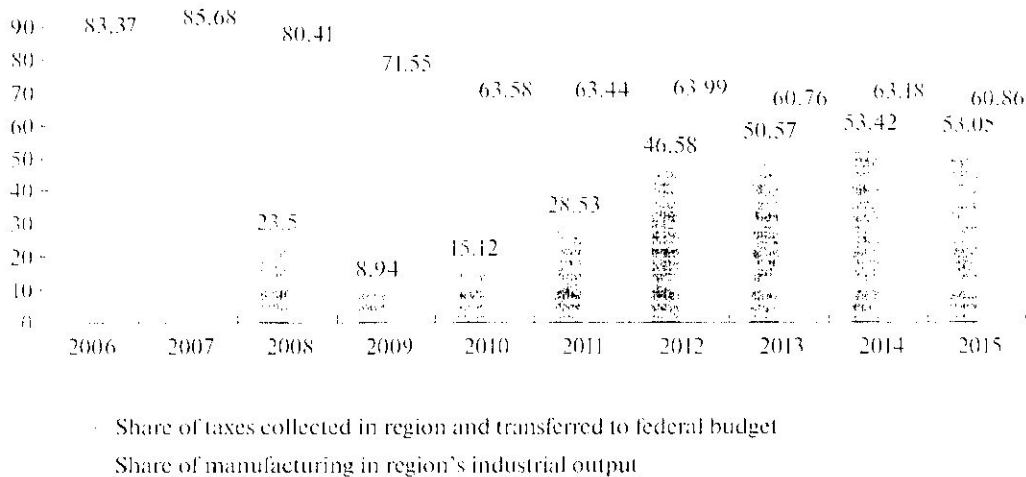 90
83.37 85.68 80.41
80
71.55
70
63.58 63.44 63.99 60.76 63.18 60.86
60
50.57 53.42 53.05
50
46.58
40
30
28.53
23.5
20
15.12
8.94
10
0
2006 2007 2008 2009 2010 2011 2012 2013 2014 2015
Share of taxes collected in region and transferred to federal budget
Share of manufacturing in region's industrial output